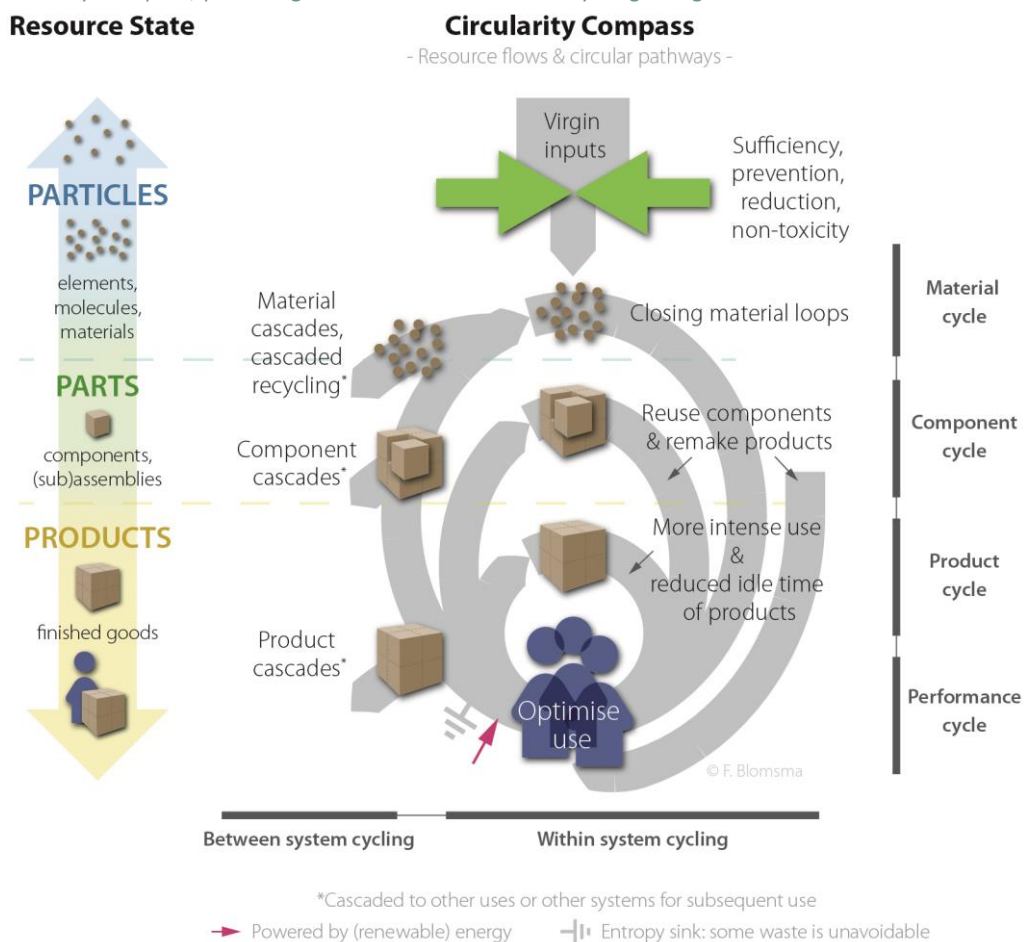 Resource State
Circularity Compass
- Resource flows & circular pathways -
Virgin
inputs
Sufficiency,
prevention,
reduction,
non-toxicity
PARTICLES
elements,
molecules,
materials
Material
cascades,
cascaded
recycling*
Closing material loops
Material
cycle
PARTS
components,
(sub)assemblies
Component
cascades*
Reuse components
& remake products
Component
cycle
PRODUCTS
finished goods
More intense use
&
reduced idle time
of products
Product
cycle
Product
cascades*
Optimise
use
Performance
cycle
© F. Blomsma
Between system cycling
Within system cycling
*Cascaded to other uses or other systems for subsequent use
Powered by (renewable) energy
Entropy sink: some waste is unavoidable